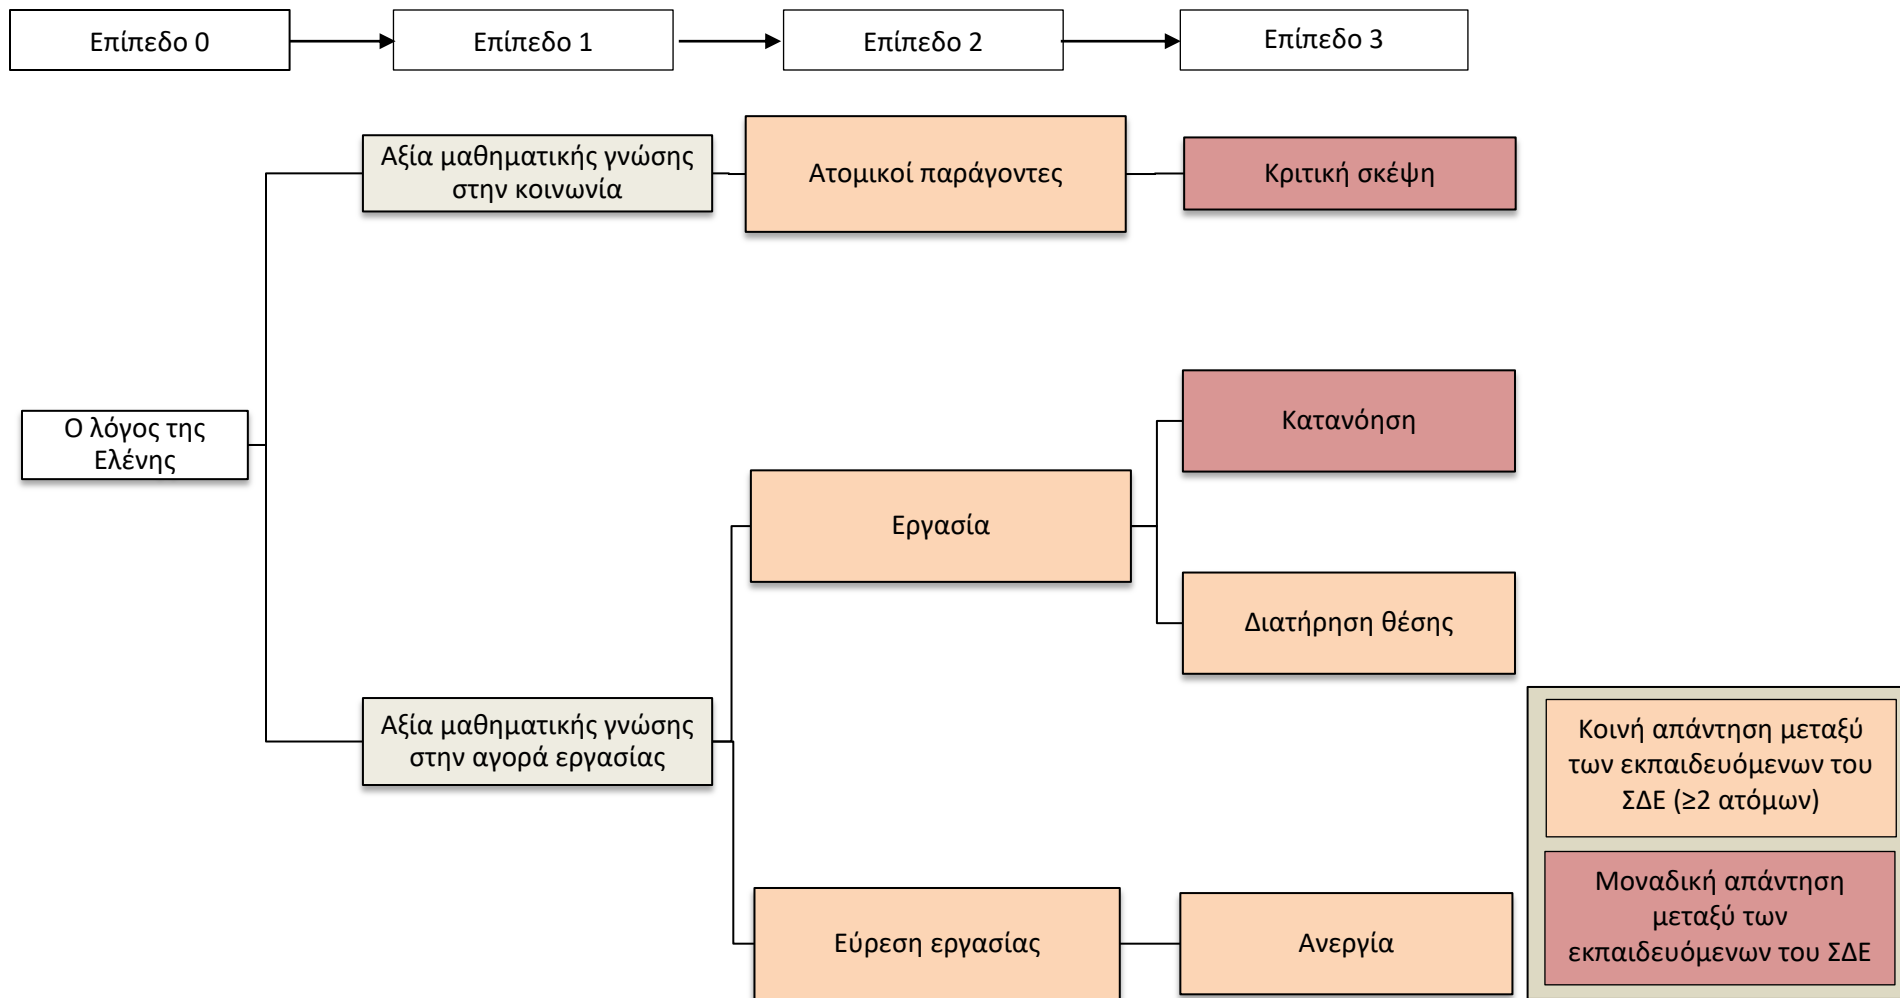 Επίπεδο 0
Επίπεδο 1
Επίπεδο 2
Επίπεδο 3
Αξία μαθηματικής γνώσης
στην κοινωνία
Ατομικοί παράγοντες
Κριτική σκέψη
Ο λόγος της
Ελένης
Κατανόηση
Εργασία
Διατήρηση θέσης
Αξία μαθηματικής γνώσης
στην αγορά εργασίας
Εύρεση εργασίας
Ανεργία
Κοινή απάντηση μεταξύ
των εκπαιδευόμενων του
ΣΔΕ (≥2 ατόμων)
Μοναδική απάντηση
μεταξύ των
εκπαιδευόμενων του ΣΔΕ